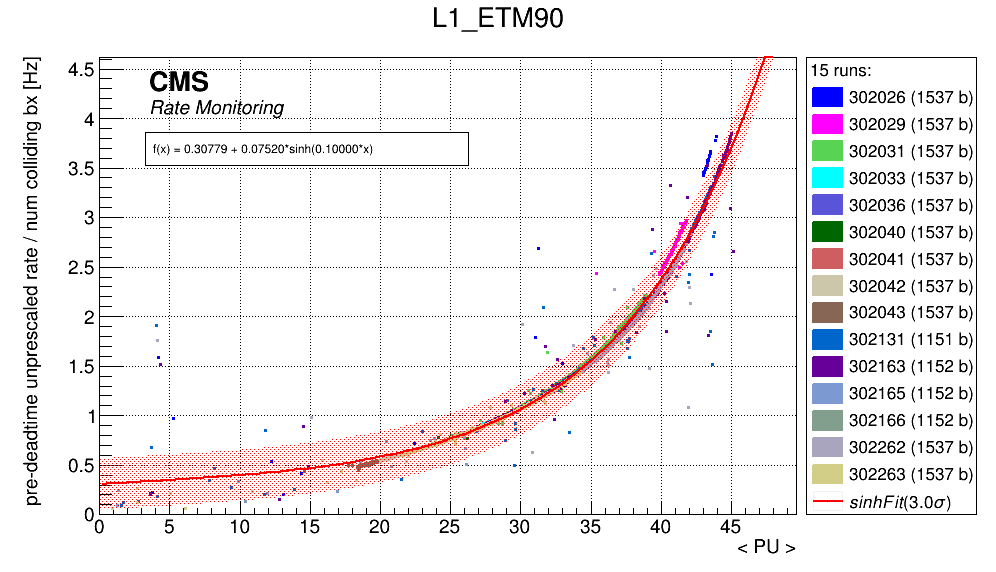 L1_ETM90
pre-deadtime unprescaled rate / num colliding bx [Hz]
4.5
4
3.5
3
2.5
2
1.5
1
0.5
0
CMS
Rate Monitoring
f(x) = 0.30779 + 0.07520*sinh(0.10000*x)
0 5 10 15 20 25 30 35 40 45
< PU >
15 runs:
302026 (1537 b)
302029 (1537 b)
302031 (1537 b)
302033 (1537 b)
302036 (1537 b)
302040 (1537 b)
302041 (1537 b)
302042 (1537 b)
302043 (1537 b)
302131 (1151 b)
302163 (1152 b)
302165 (1152 b)
302166 (1152 b)
302262 (1537 b)
302263 (1537 b)
sinhFit(3.0σ)